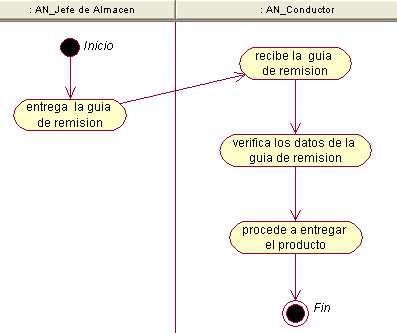 : AN_Jefe de Almacen
: AN_Conductor
Inicio
entrega la guia
de remision
recibe la guia
de remision
verifica los datos de la
guia de remision
procede a entregar
el producto
Fin